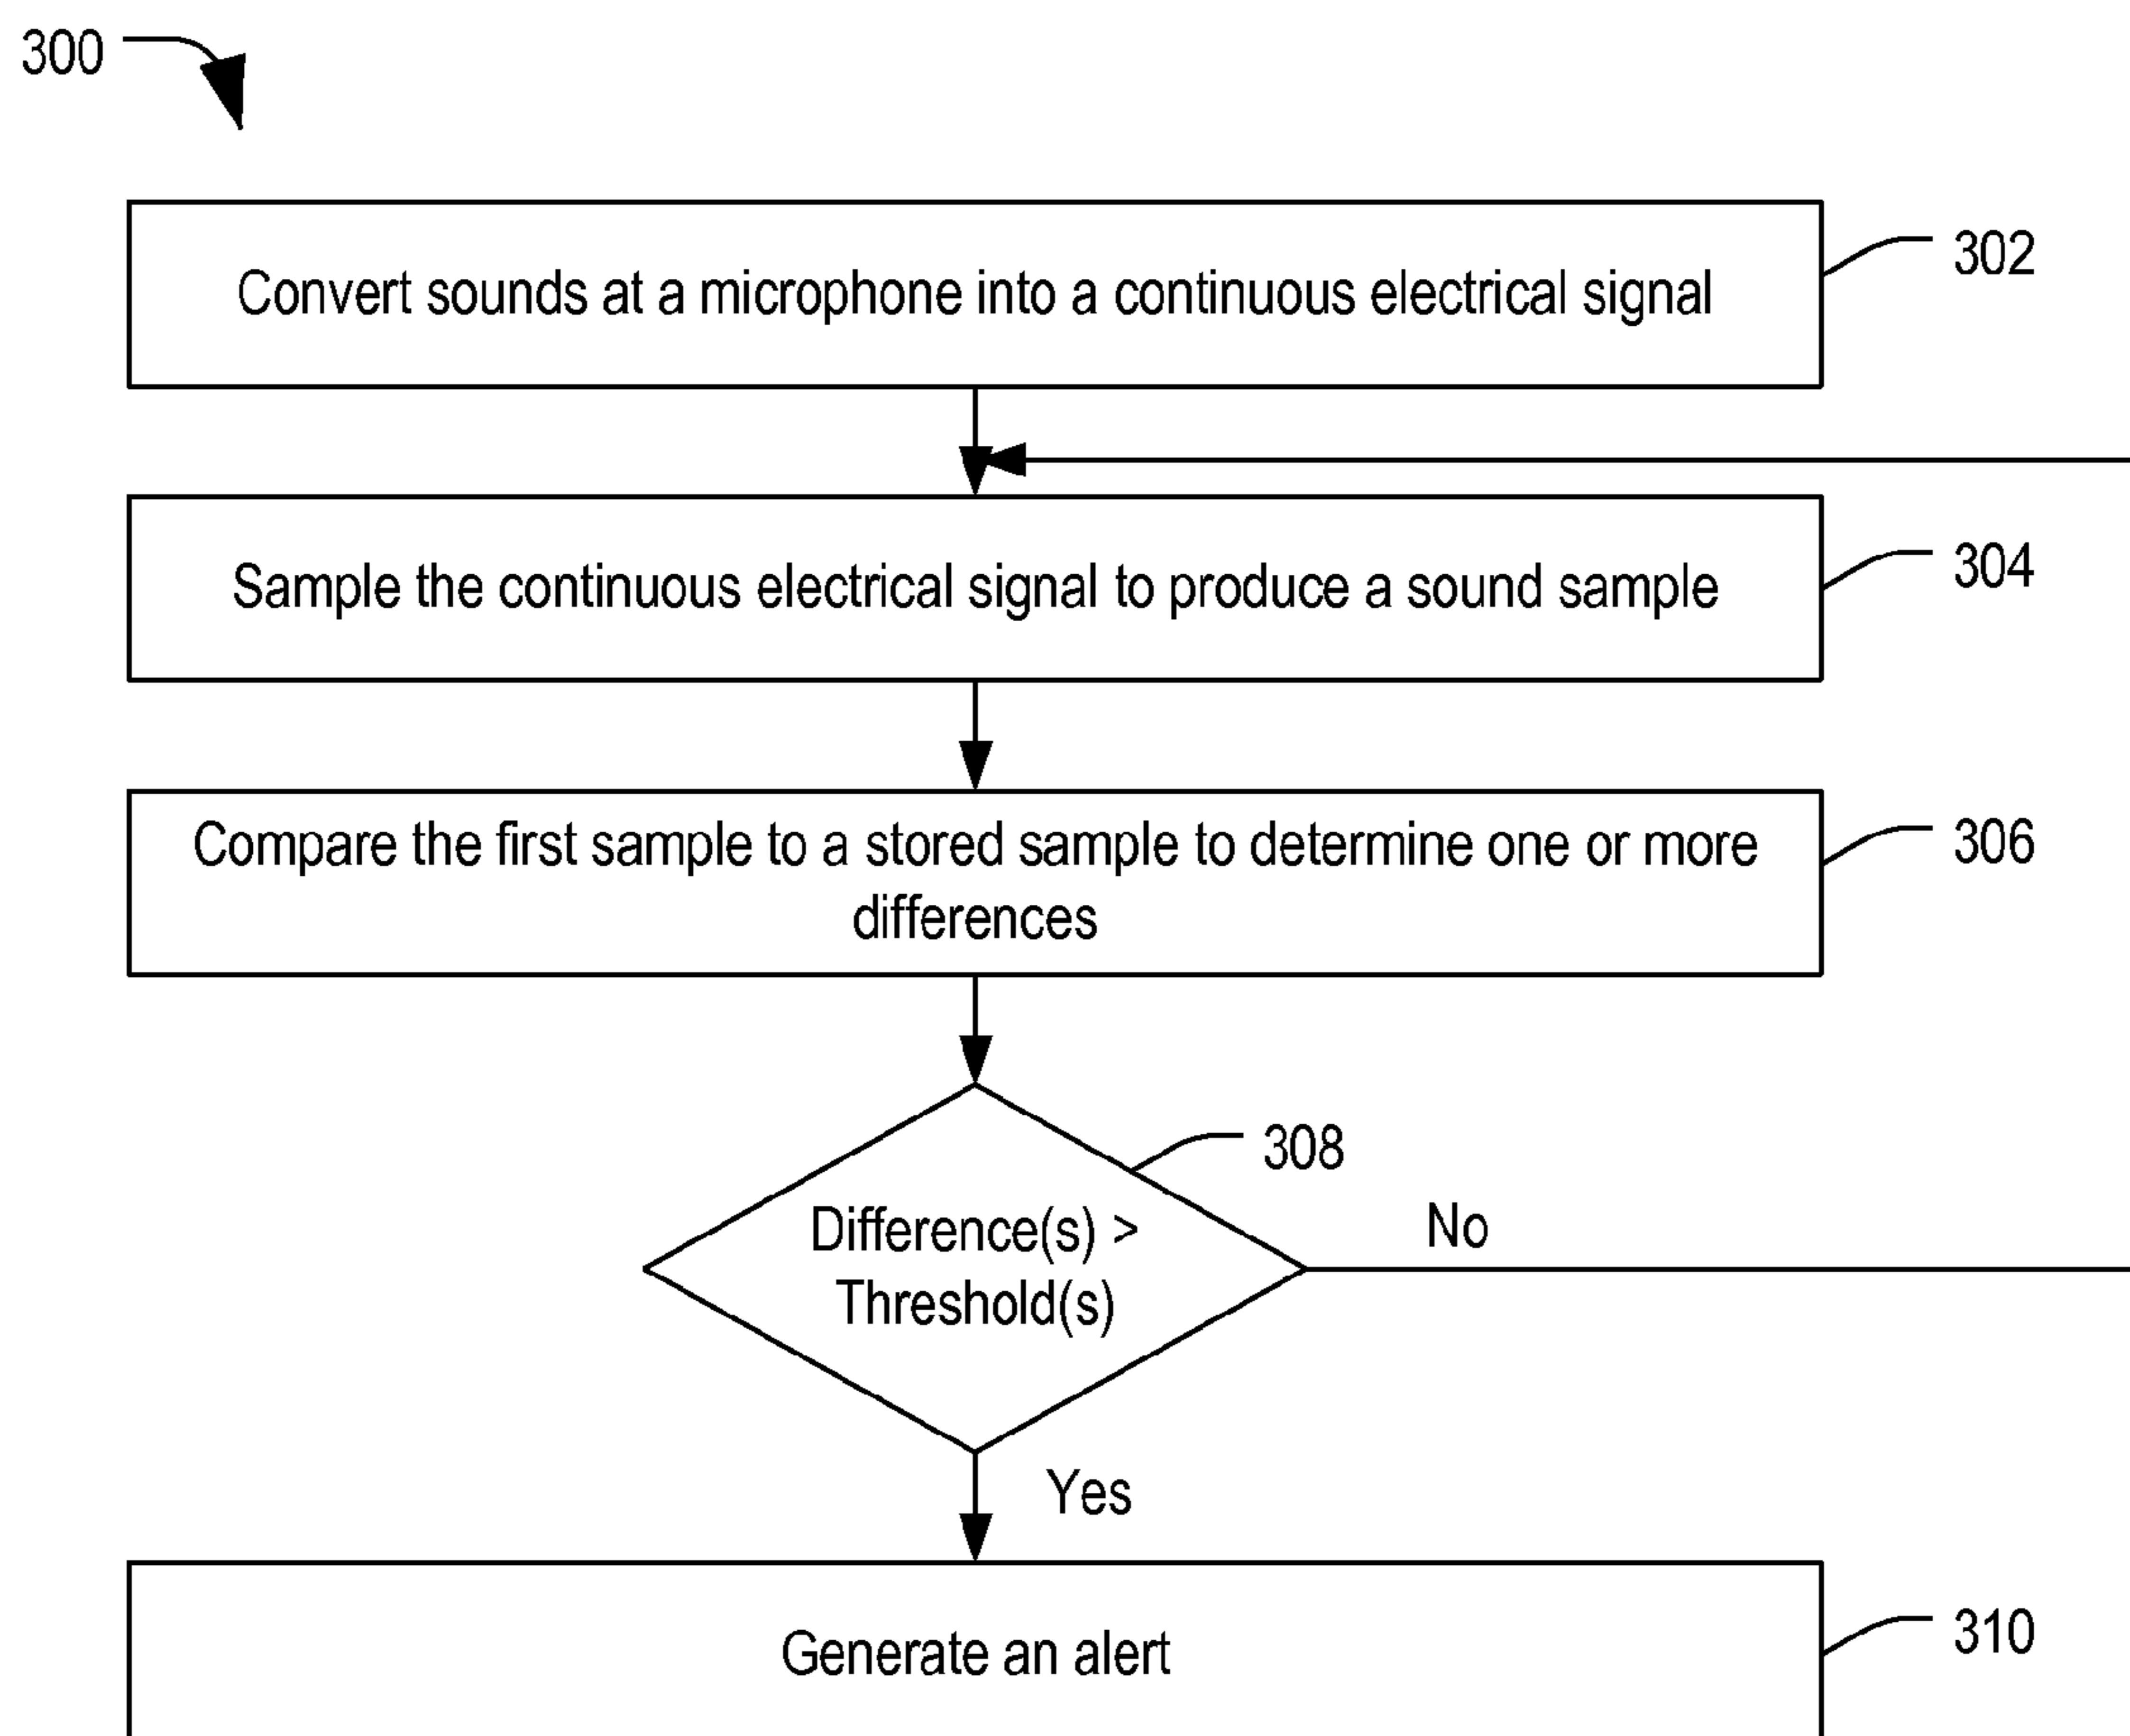 300
Convert sounds at a microphone into a continuous electrical signal
302
Sample the continuous electrical signal to produce a sound sample
304
Compare the first sample to a stored sample to determine one or more
differences
306
308
Difference(s) >
Threshold(s)
No
Yes
Generate an alert
310